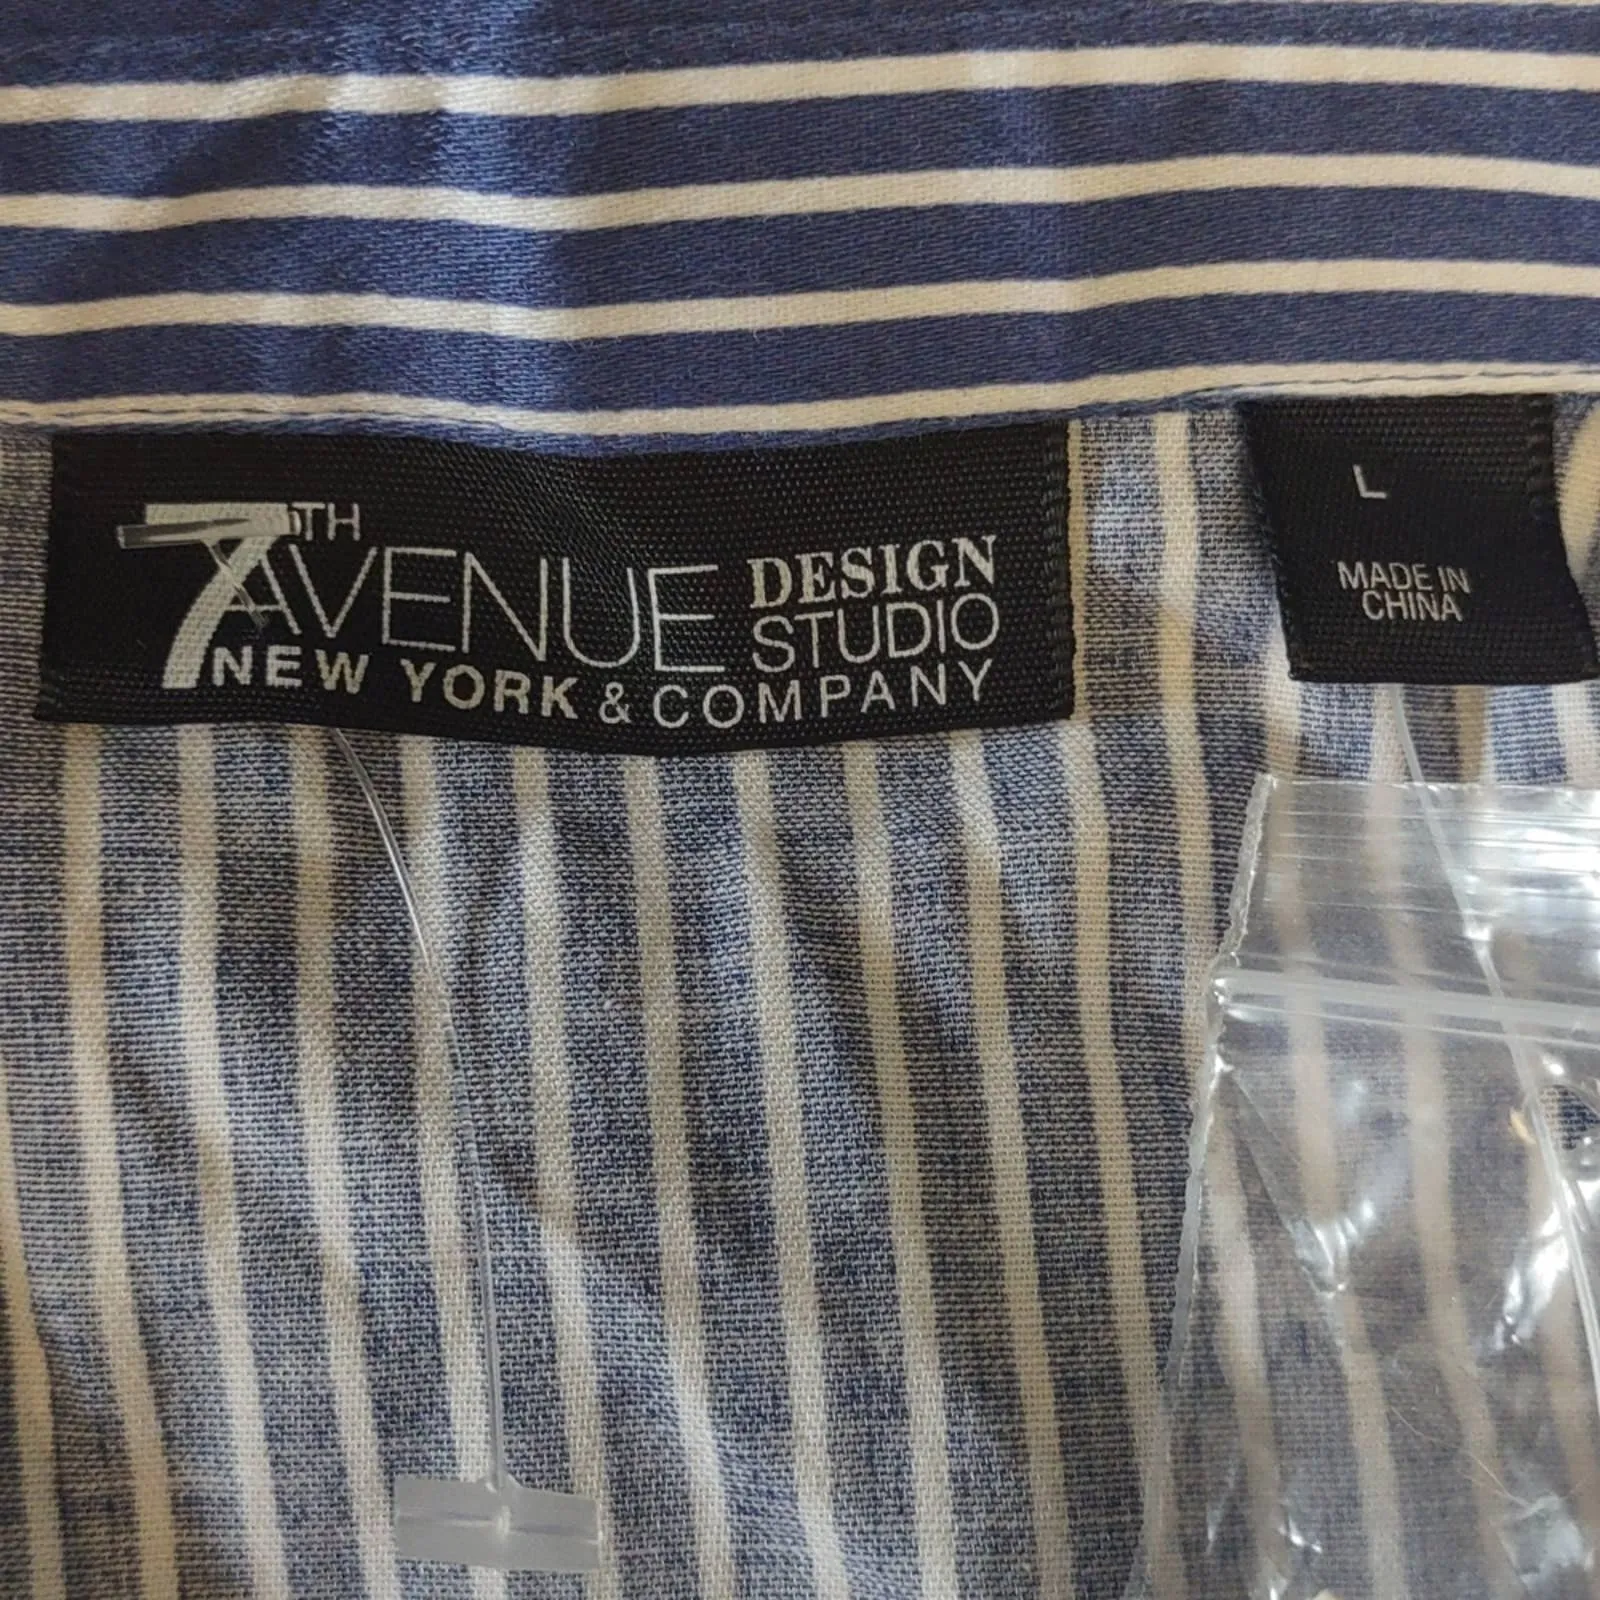 7TH
AVENUE DESIGN STUDIO
NEW YORK & COMPANY
L
MADE IN
CHINA